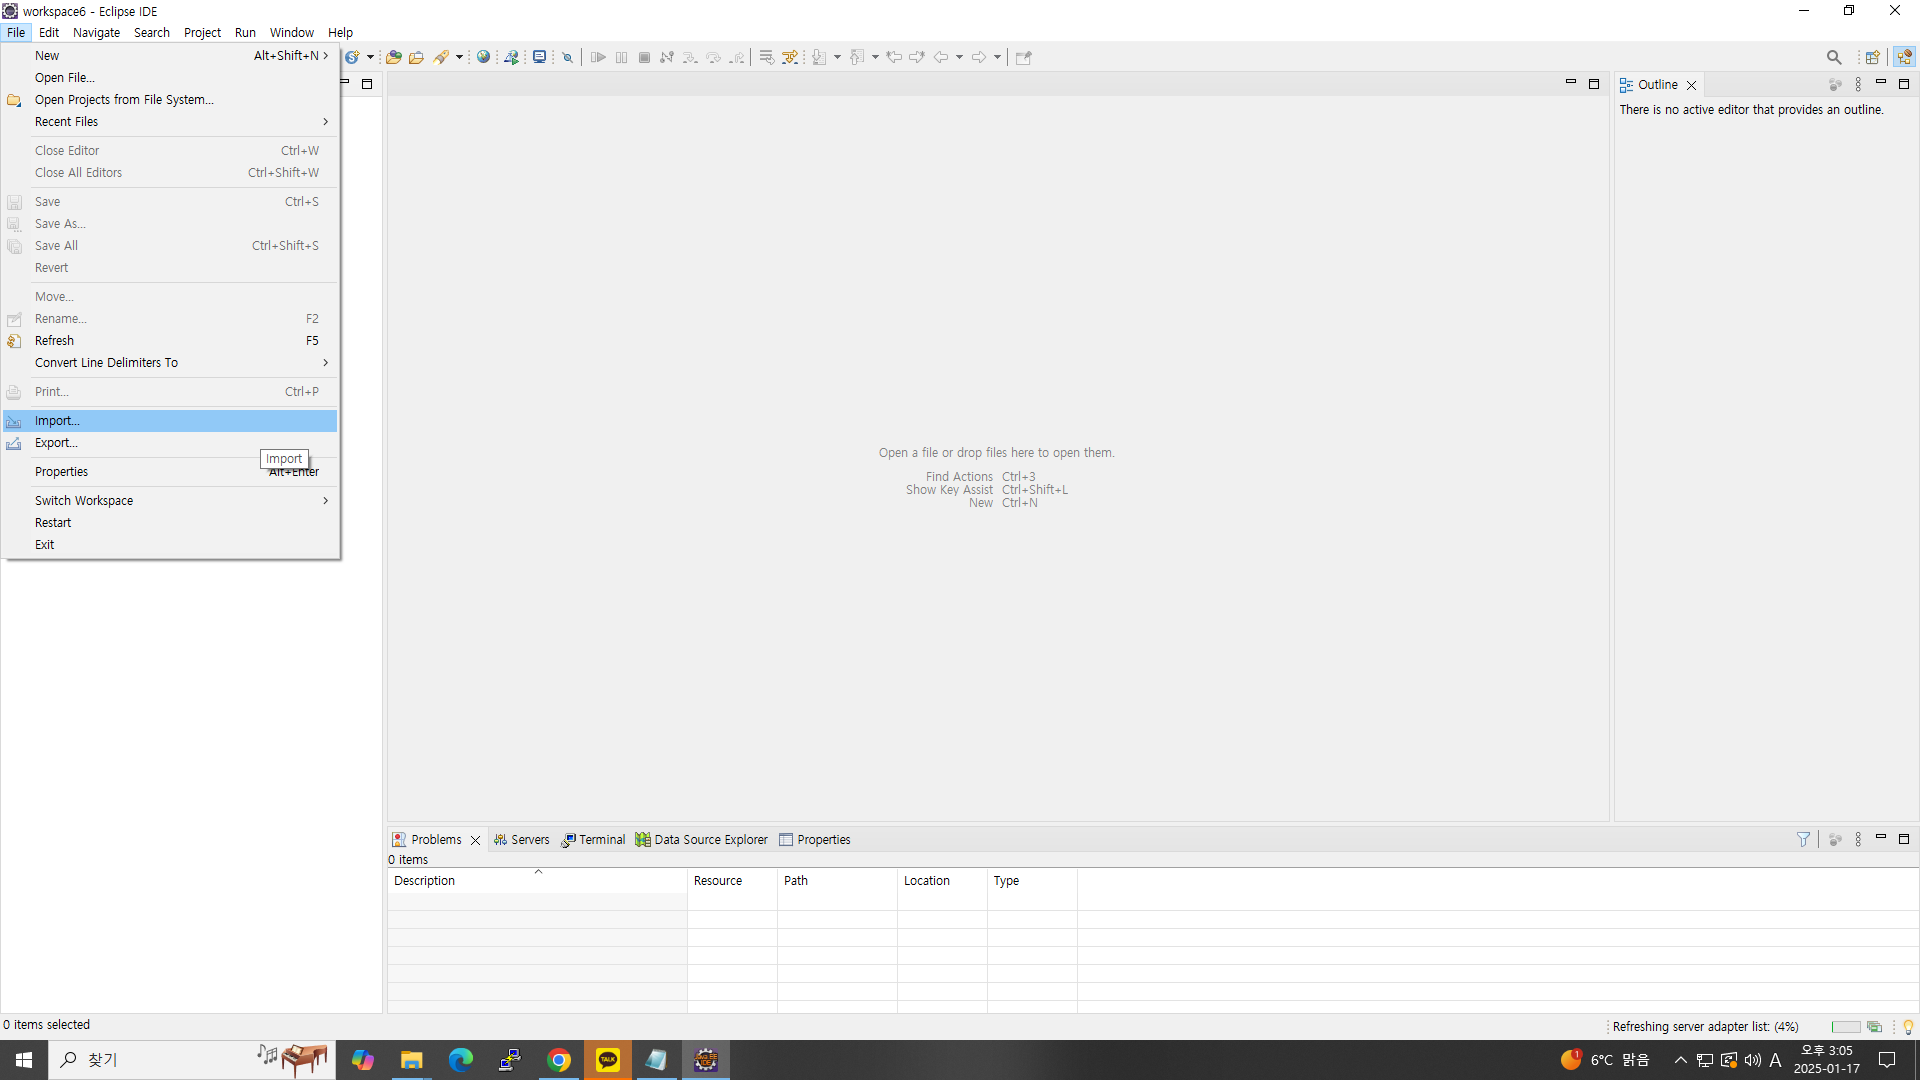 workspace6 - Eclipse IDE
File Edit Navigate Search Project Run Window Help
New Alt+Shift+N
Open File...
Open Projects from File System...
Recent Files
Close Editor Ctrl+W
Close All Editors Ctrl+Shift+W
Save Ctrl+S
Save As...
Save All Ctrl+Shift+S
Revert
Move...
Rename... F2
Refresh F5
Convert Line Delimiters To
Print... Ctrl+P
Import...
Export...
Import
Properties Alt+Enter
Switch Workspace
Restart
Exit
Open a file or drop files here to open them.
Find Actions Ctrl+3
Show Key Assist Ctrl+Shift+L
New Ctrl+N
Outline
There is no active editor that provides an outline.
Problems Servers Terminal Data Source Explorer Properties
0 items
Description Resource Path Location Type
0 items selected
Refreshing server adapter list: (4%)
찾기
TALK
1
6°C 맑음
A
오후 3:05
2025-01-17